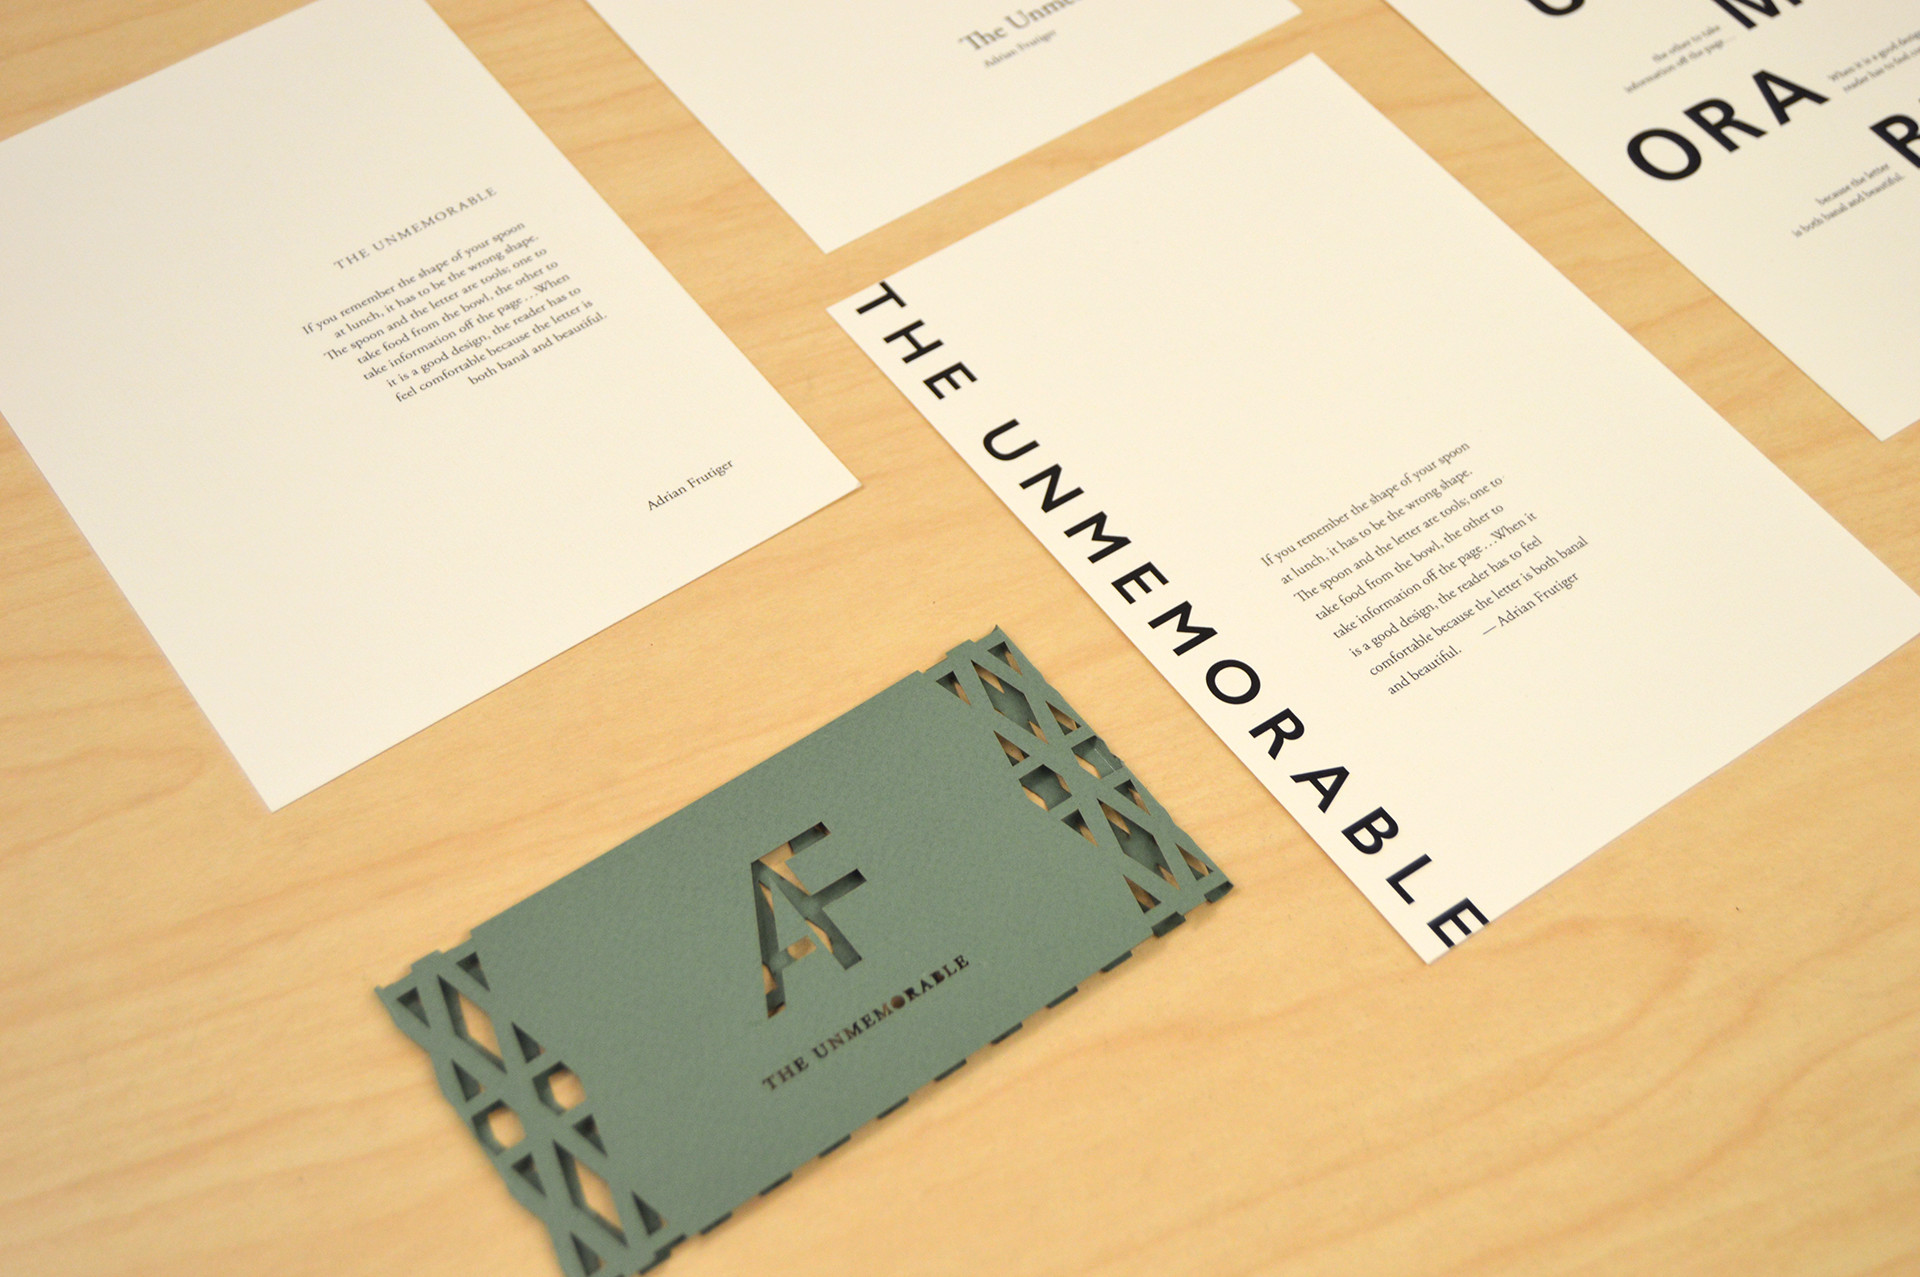 THE UNMEMORABLE
If you remember the shape of your spoon
at lunch, it has to be the wrong shape.
The spoon and the letter are tools; one to
take food from the bowl, the other to
take information off the page…When
it is a good design, the reader has to
feel comfortable because the letter is
both banal and beautiful.
Adrian Frutiger
The
Adrian Frutiger
the other to take
information off the page…
ORA
When it is a good
reader has to feel
because the letter
is both banal and beautiful.
THE UNMEMORABLE
If you remember the shape of your spoon
at lunch, it has to be the wrong shape.
The spoon and the letter are tools; one to
take food from the bowl, the other to
take information off the page…When it
is a good design, the reader has to feel
comfortable because the letter is both banal
and beautiful.
— Adrian Frutiger
AF
THE UNMEMORABLE